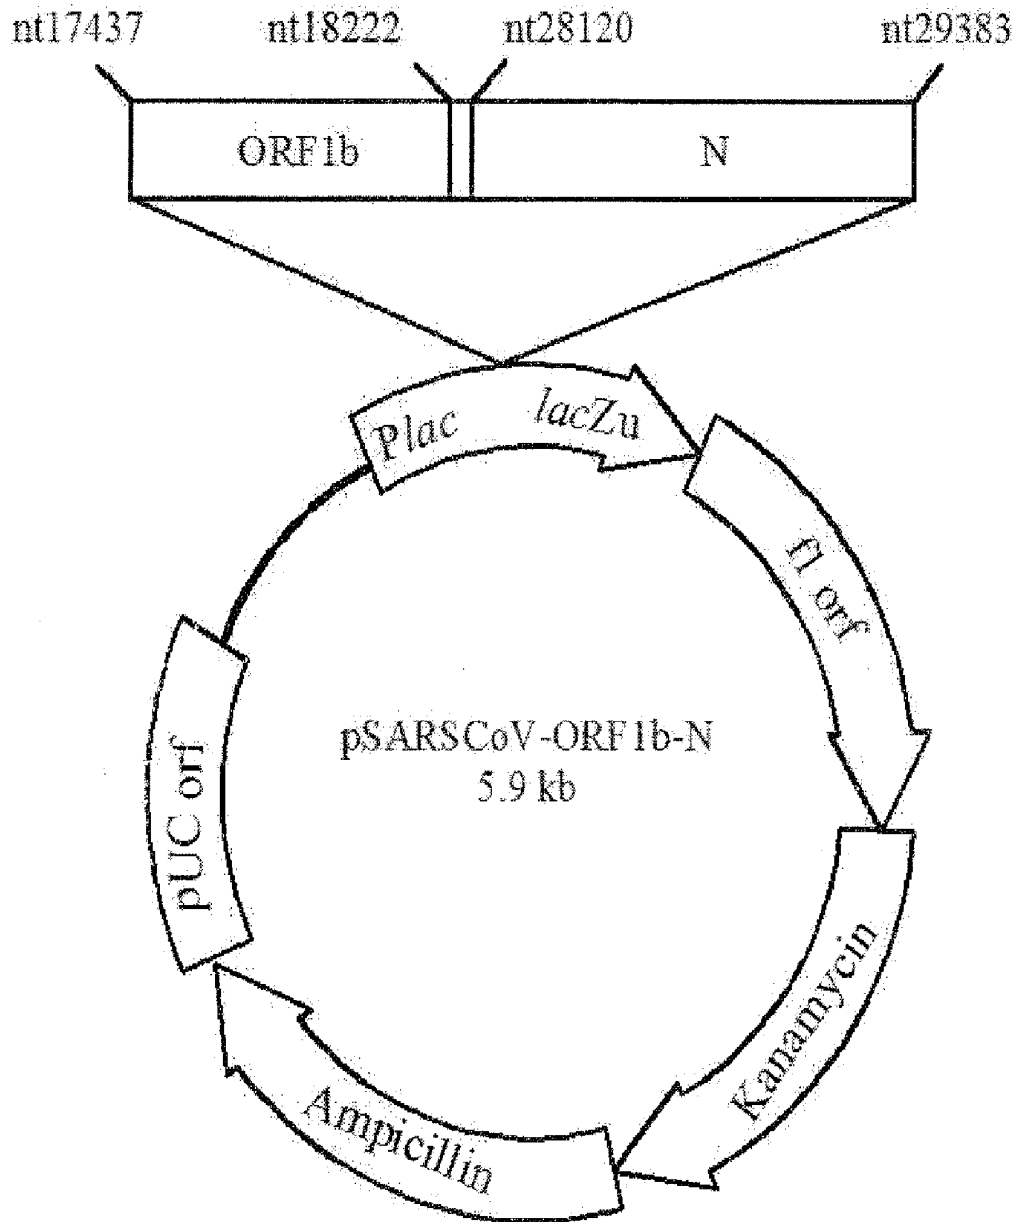 nt17437 nt18222 nt28120 nt29383
ORF1b N
Plac lacZu
f1 orf
pSARSCoV-ORF1b-N
5.9 kb
pUC orf
Kanamycin
Ampicillin